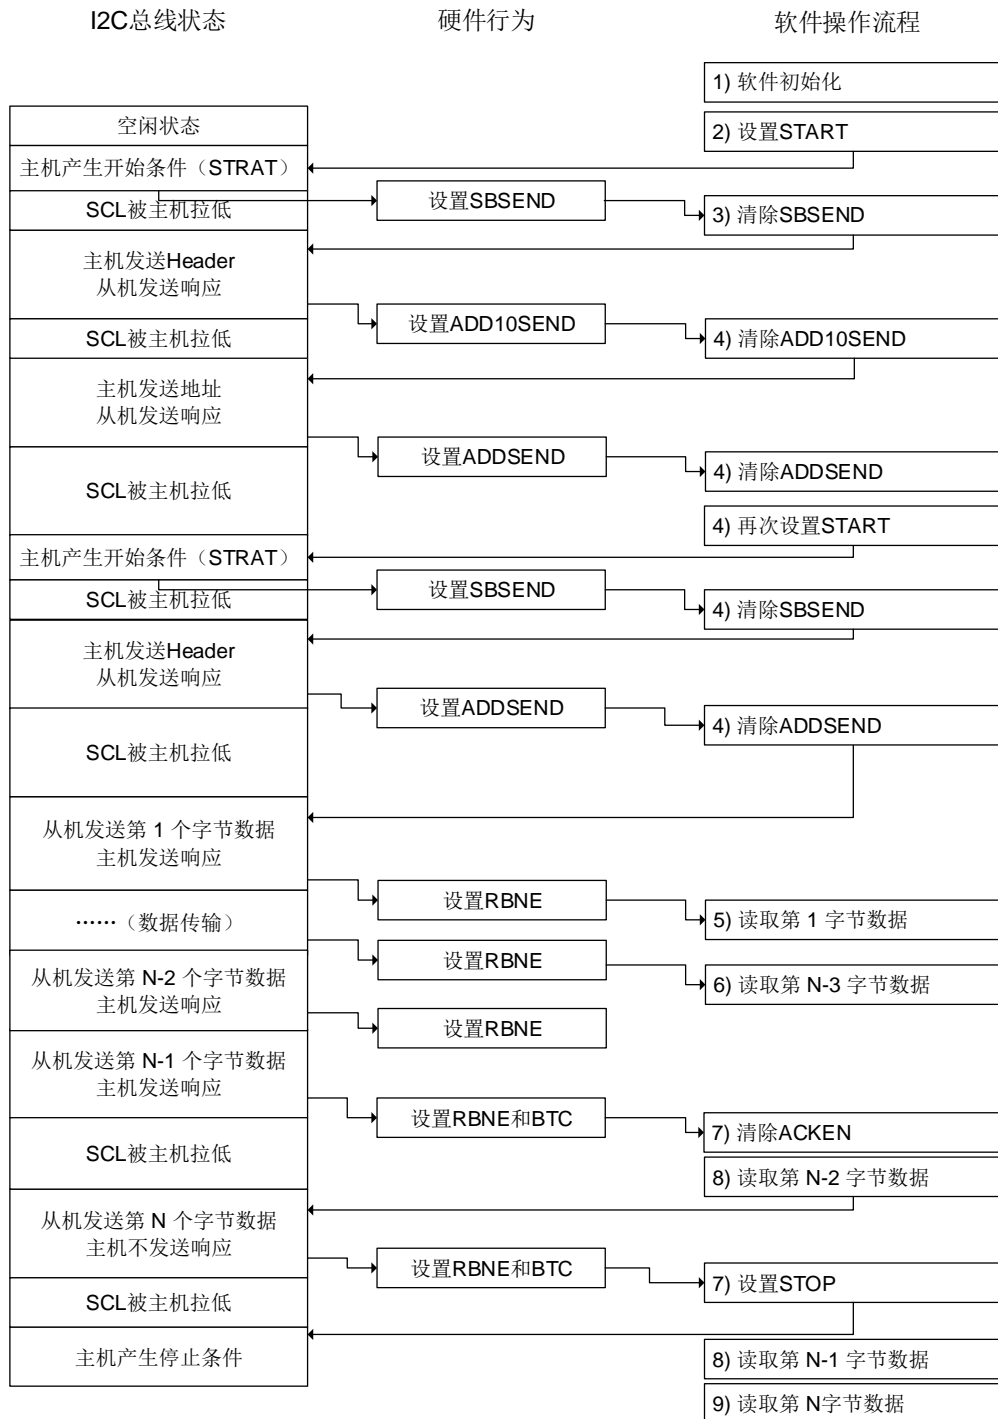 I2C总线状态
硬件行为
软件操作流程
1) 软件初始化
空闲状态
2) 设置START
主机产生开始条件（STRAT）
设置SBSEND
SCL被主机拉低
3) 清除SBSEND
主机发送Header
从机发送响应
设置ADD10SEND
SCL被主机拉低
4) 清除ADD10SEND
主机发送地址
从机发送响应
设置ADDSEND
4) 清除ADDSEND
SCL被主机拉低
4) 再次设置START
主机产生开始条件（STRAT）
设置SBSEND
SCL被主机拉低
4) 清除SBSEND
主机发送Header
从机发送响应
设置ADDSEND
4) 清除ADDSEND
SCL被主机拉低
从机发送第 1 个字节数据
主机发送响应
设置RBNE
5) 读取第 1 字节数据
……（数据传输）
设置RBNE
6) 读取第 N-3 字节数据
从机发送第 N-2 个字节数据
主机发送响应
设置RBNE
从机发送第 N-1 个字节数据
主机发送响应
设置RBNE和BTC
7) 清除ACKEN
SCL被主机拉低
8) 读取第 N-2 字节数据
从机发送第 N 个字节数据
主机不发送响应
设置RBNE和BTC
7) 设置STOP
SCL被主机拉低
主机产生停止条件
8) 读取第 N-1 字节数据
9) 读取第 N字节数据